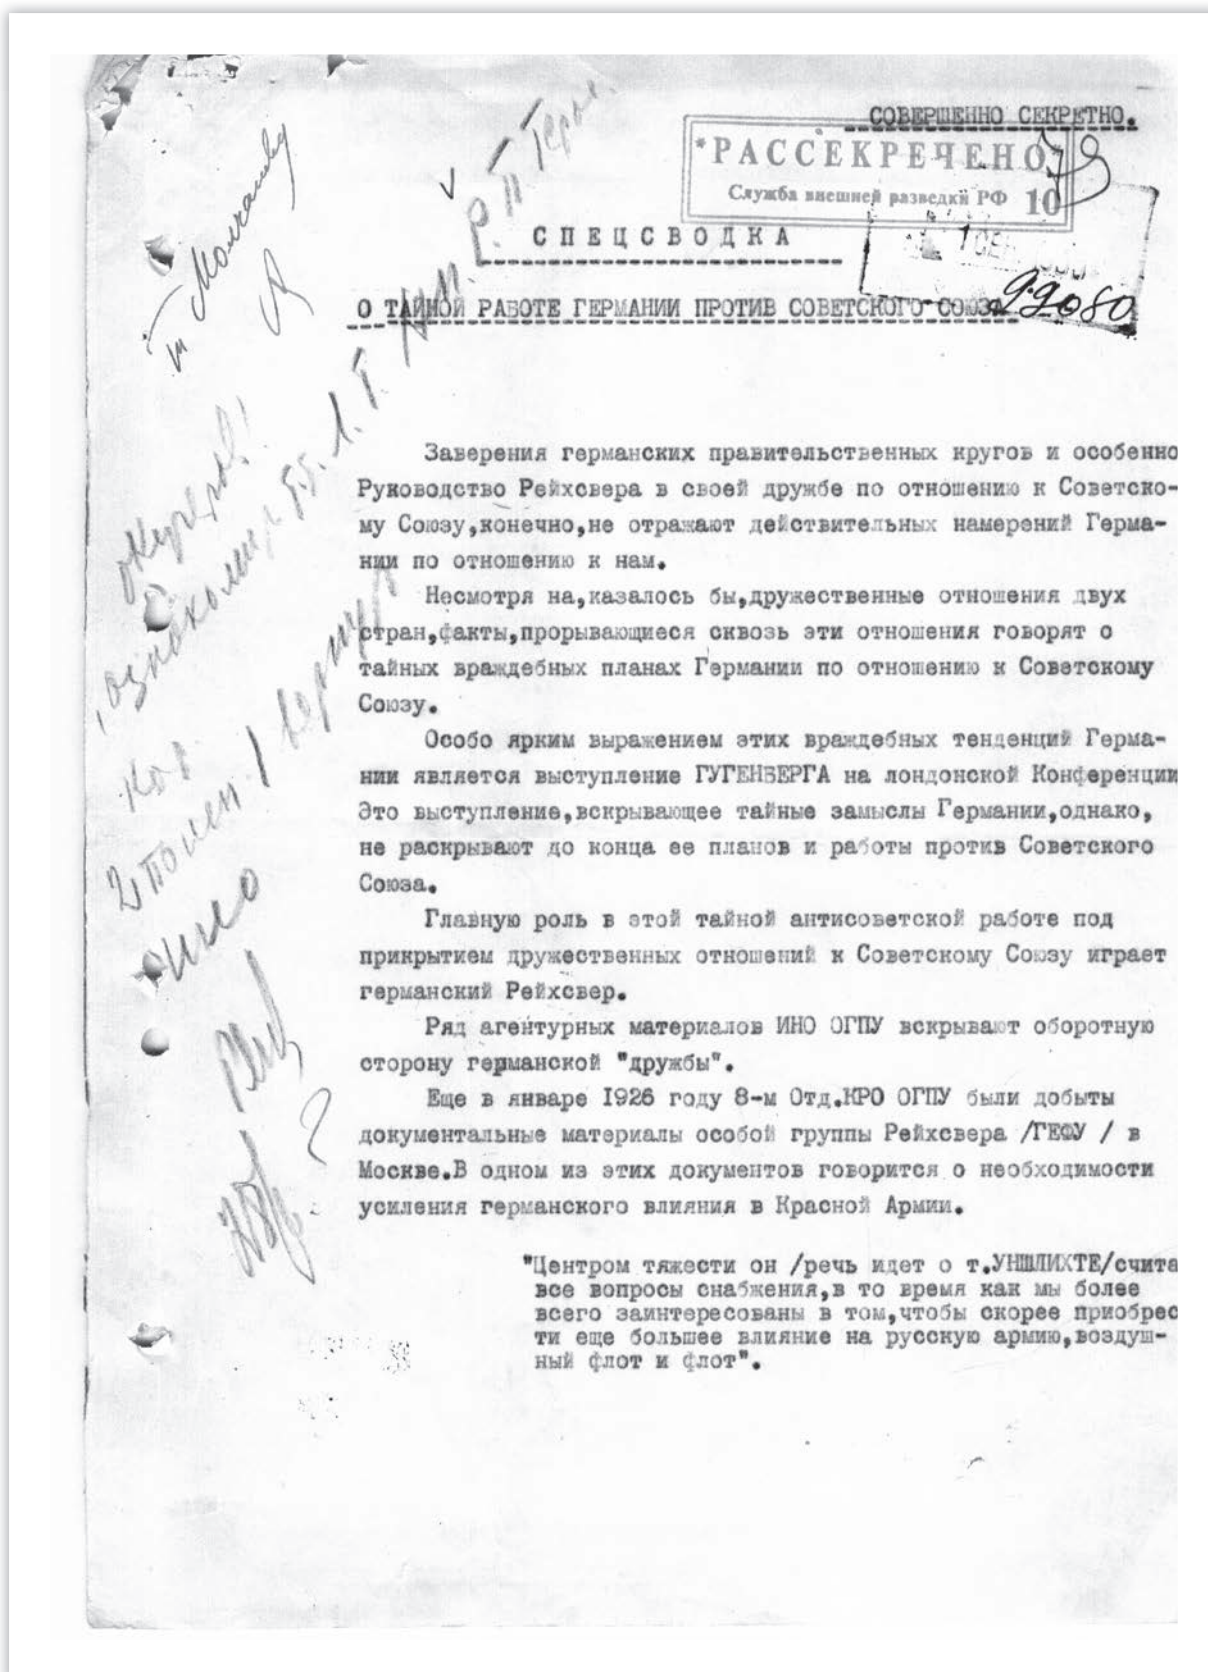 СОВЕРШЕННО СЕКРЕТНО.
*РАССЕКРЕЧЕНО*
Служба внешней разведки РФ 10
79
СПЕЦСВОДКА
О ТАЙНОЙ РАБОТЕ ГЕРМАНИИ ПРОТИВ СОВЕТСКОГО СОЮЗА
99080
т Молчанову
Заверения германских правительственных кругов и особенно
Руководство Рейхсвера в своей дружбе по отношению к Советско-
му Союзу,конечно,не отражают действительных намерений Герма-
нии по отношению к нам.
Несмотря на,казалось бы,дружественные отношения двух
стран,факты,прорывающиеся сквозь эти отношения говорят о
тайных враждебных планах Германии по отношению к Советскому
Союзу.
Особо ярким выражением этих враждебных тенденций Герма-
нии является выступление ГУГЕНБЕРГА на лондонской Конференции
Это выступление,вскрывающее тайные замыслы Германии,однако,
не раскрывают до конца ее планов и работы против Советского
Союза.
Главную роль в этой тайной антисоветской работе под
прикрытием дружественных отношений к Советскому Союзу играет
германский Рейхсвер.
Ряд агентурных материалов ИНО ОГПУ вскрывают оборотную
сторону германской "дружбы".
Еще в январе 1926 году 8-м Отд.КРО ОГПУ были добыты
документальные материалы особой группы Рейхсвера /ГЕФУ / в
Москве.В одном из этих документов говорится о необходимости
усиления германского влияния в Красной Армии.
"Центром тяжести он /речь идет о т.УНШЛИХТЕ/счита
все вопросы снабжения,в то время как мы более
всего заинтересованы в том,чтобы скорее приобрес
ти еще большее влияние на русскую армию,воздуш-
ный флот и флот".